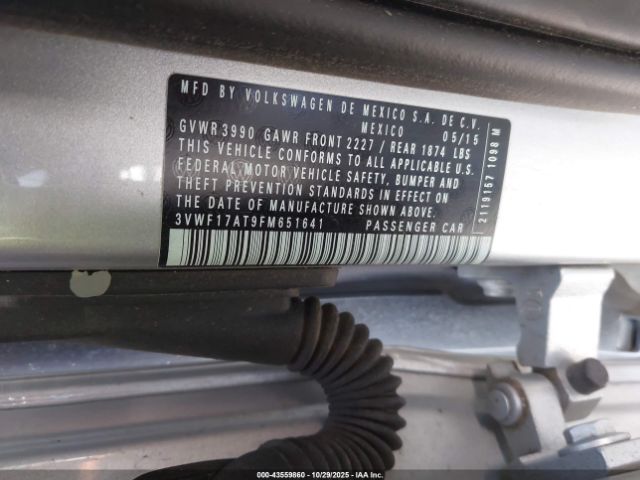 MFD BY VOLKSWAGEN DE MEXICO S.A. DE C.V.
MEXICO 05/15
GVWR 3990 GAWR FRONT 2227 / REAR 1874 LBS
THIS VEHICLE CONFORMS TO ALL APPLICABLE U.S.
FEDERAL MOTOR VEHICLE SAFETY, BUMPER AND
THEFT PREVENTION STANDARDS IN EFFECT ON
THE DATE OF MANUFACTURE SHOWN ABOVE.
3VWF17AT9FM651641 PASSENGER CAR
2119157 1098 M
000-43559860 10/29/2025 IAAI.COM